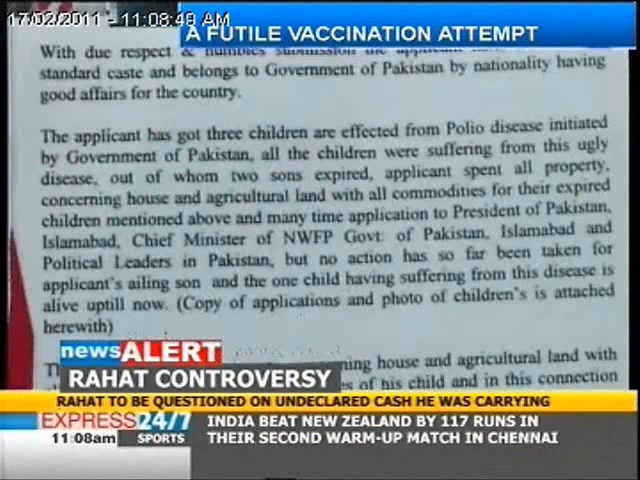 17/02/2011 - 11:08:48 AM
A FUTILE VACCINATION ATTEMPT
With due respect & humbles submission the applicant
standard caste and belongs to Government of Pakistan by nationality having
good affairs for the country.
The applicant has got three children are effected from Polio disease initiated
by Government of Pakistan, all the children were suffering from this ugly
disease, out of whom two sons expired, applicant spent all property,
concerning house and agricultural land with all commodities for their expired
children mentioned above and many time application to President of Pakistan,
Islamabad, Chief Minister of NWFP Govt: of Pakistan, Islamabad and
Political Leaders in Pakistan, but no action has so far been taken for
applicant's ailing son and the one child having suffering from this disease is
alive uptill now. (Copy of applications and photo of children's is attached
herewith)
ning house and agricultural land with
newsALERT
RAHAT CONTROVERSY
of his child and in this connection
RAHAT TO BE QUESTIONED ON UNDECLARED CASH HE WAS CARRYING
EXPRESS 24/7
11:08am SPORTS
INDIA BEAT NEW ZEALAND BY 117 RUNS IN
THEIR SECOND WARM-UP MATCH IN CHENNAI